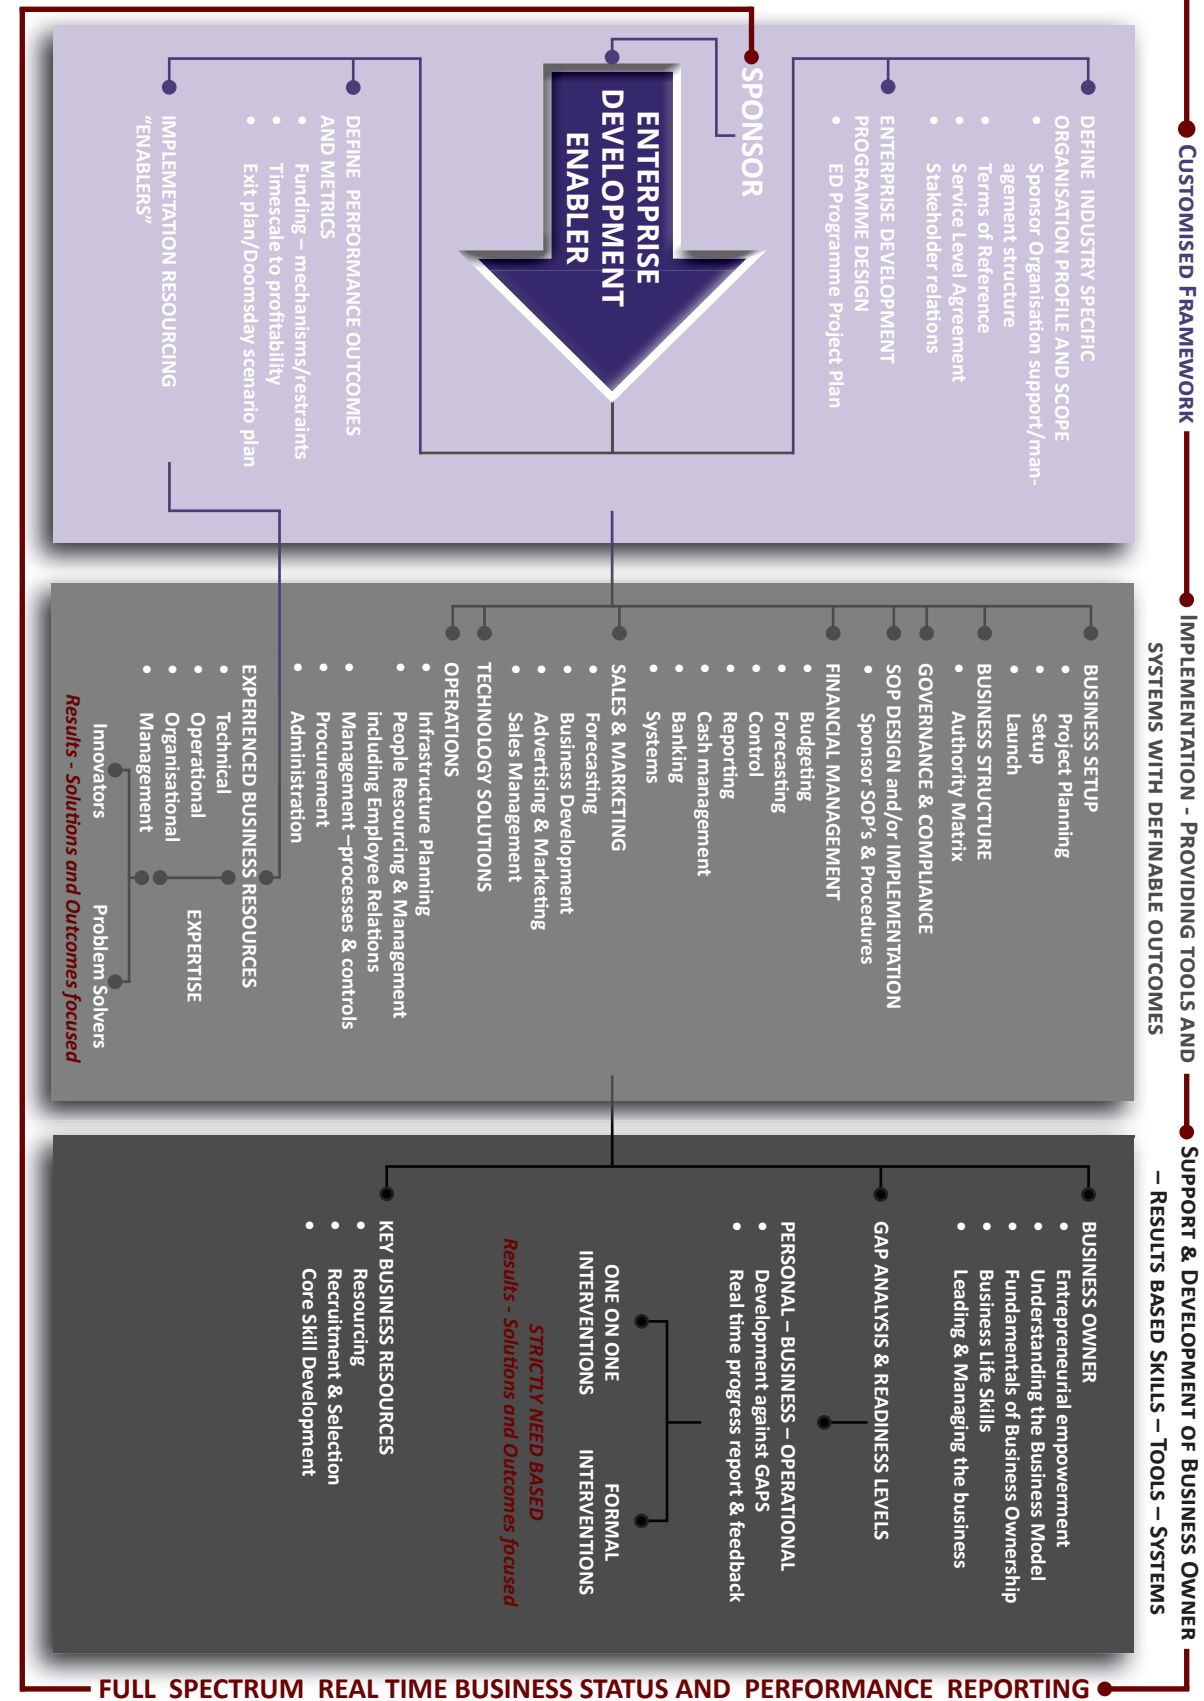 CUSTOMISED FRAMEWORK
IMPLEMENTATION - PROVIDING TOOLS AND
SYSTEMS WITH DEFINABLE OUTCOMES
SUPPORT & DEVELOPMENT OF BUSINESS OWNER
– RESULTS BASED SKILLS – TOOLS – SYSTEMS
DEFINE INDUSTRY SPECIFIC
ORGANISATION PROFILE AND SCOPE
• Sponsor Organisation support/man-
agement structure
• Terms of Reference
• Service Level Agreement
• Stakeholder relations
ENTERPRISE DEVELOPMENT
PROGRAMME DESIGN
• ED Programme Project Plan
SPONSOR
ENTERPRISE
DEVELOPMENT
ENABLER
DEFINE PERFORMANCE OUTCOMES
AND METRICS
• Funding – mechanisms/restraints
• Timescale to profitability
• Exit plan/Doomsday scenario plan
IMPLEMETATION RESOURCING
“ENABLERS”
BUSINESS SETUP
• Project Planning
• Setup
• Launch
BUSINESS STRUCTURE
• Authority Matrix
GOVERNANCE & COMPLIANCE
SOP DESIGN and/or IMPLEMENTATION
• Sponsor SOP’s & Procedures
FINANCIAL MANAGEMENT
• Budgeting
• Forecasting
• Control
• Reporting
• Cash management
• Banking
• Systems
SALES & MARKETING
• Forecasting
• Business Development
• Advertising & Marketing
• Sales Management
TECHNOLOGY SOLUTIONS
OPERATIONS
• Infrastructure Planning
• People Resourcing & Management
including Employee Relations
• Management –processes & controls
• Procurement
• Administration
EXPERIENCED BUSINESS RESOURCES
• Technical
• Operational
• Organisational
• Management
EXPERTISE
Innovators
Problem Solvers
Results - Solutions and Outcomes focused
BUSINESS OWNER
• Entrepreneurial empowerment
• Understanding the Business Model
• Fundamentals of Business Ownership
• Business Life Skills
• Leading & Managing the business
GAP ANALYSIS & READINESS LEVELS
PERSONAL – BUSINESS – OPERATIONAL
• Development against GAPS
• Real time progress report & feedback
ONE ON ONE
INTERVENTIONS
FORMAL
INTERVENTIONS
STRICTLY NEED BASED
Results - Solutions and Outcomes focused
KEY BUSINESS RESOURCES
• Resourcing
• Recruitment & Selection
• Core Skill Development
FULL SPECTRUM REAL TIME BUSINESS STATUS AND PERFORMANCE REPORTING